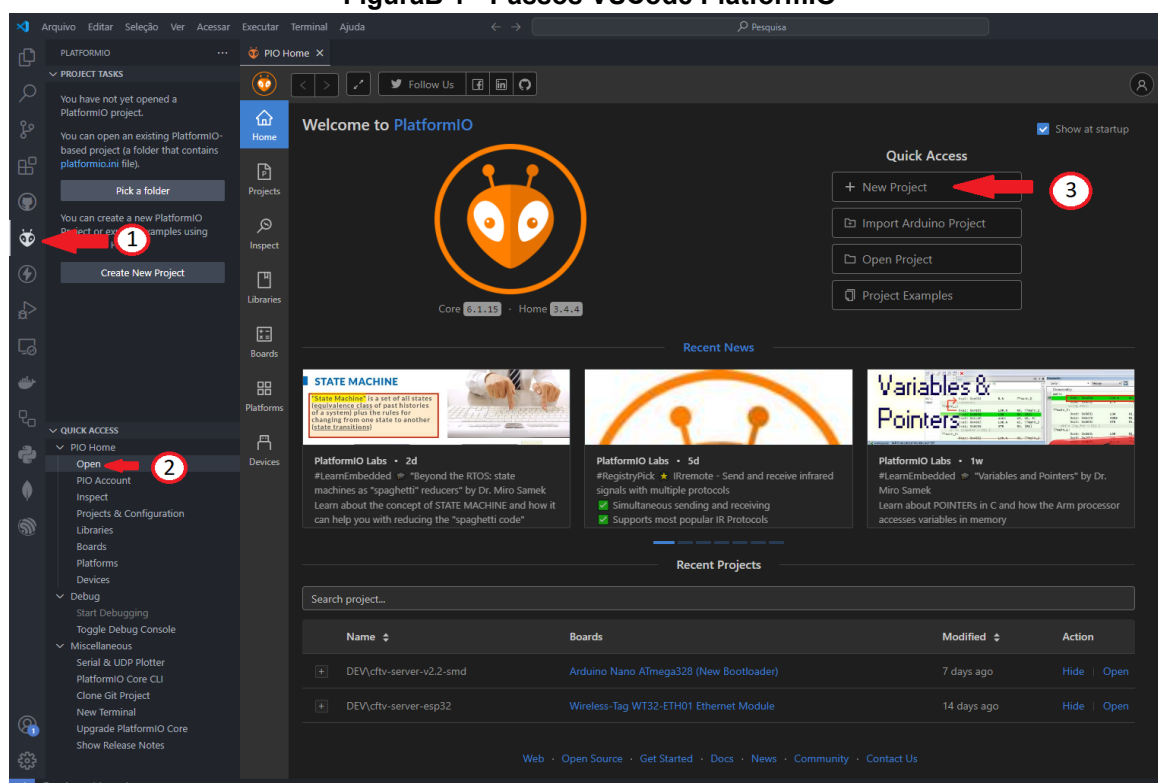 FiguraB 1 - Passos VSCode PlatformIO
Arquivo Editar Seleção Ver Acessar Executar Terminal Ajuda
Pesquisa
PLATFORMIO
PROJECT TASKS
You have not yet opened a
PlatformIO project.
You can open an existing PlatformIO-
based project (a folder that contains
platformio.ini file).
Pick a folder
You can create a new PlatformIO
examples using
1
Create New Project
QUICK ACCESS
PIO Home
Open
2
PIO Account
Inspect
Projects & Configuration
Libraries
Boards
Platforms
Devices
Debug
Start Debugging
Toggle Debug Console
Miscellaneous
Serial & UDP Plotter
PlatformIO Core CLI
Clone Git Project
New Terminal
Upgrade PlatformIO Core
Show Release Notes
1
PIO Home
Follow Us
Home
Projects
Inspect
Libraries
Boards
Platforms
Devices
Welcome to PlatformIO
Show at startup
Core 6.1.15 · Home 3.4.4
Quick Access
+ New Project
3
Import Arduino Project
Open Project
Project Examples
Recent News
STATE MACHINE
"State Machine" is a set of all states
(equivalence class of past histories
of a system) plus the rules for
changing from one state to another
(state transitions)
PlatformIO Labs • 2d
#LearnEmbedded 🎓 "Beyond the RTOS: state
machines as "spaghetti" reducers" by Dr. Miro Samek
Learn about the concept of STATE MACHINE and how it
can help you with reducing the "spaghetti code"
PlatformIO Labs • 5d
#RegistryPick ★ IRremote - Send and receive infrared
signals with multiple protocols
✅ Simultaneous sending and receiving
✅ Supports most popular IR Protocols
Variables &
Pointers
PlatformIO Labs • 1w
#LearnEmbedded 🎓 "Variables and Pointers" by Dr.
Miro Samek
Learn about POINTERs in C and how the Arm processor
accesses variables in memory
Recent Projects
Search project...
Name Boards Modified Action
DEV\cftv-server-v2.2-smd Arduino Nano ATmega328 (New Bootloader) 7 days ago Hide | Open
DEV\cftv-server-esp32 Wireless-Tag WT32-ETH01 Ethernet Module 14 days ago Hide | Open
Web · Open Source · Get Started · Docs · News · Community · Contact Us